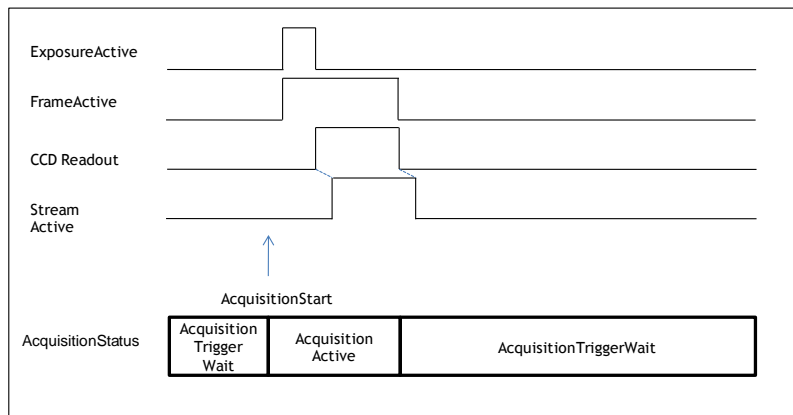 ExposureActive
FrameActive
CCD Readout
Stream
Active
AcquisitionStart
AcquisitionStatus
Acquisition
Trigger
Wait
Acquisition
Active
AcquisitionTriggerWait